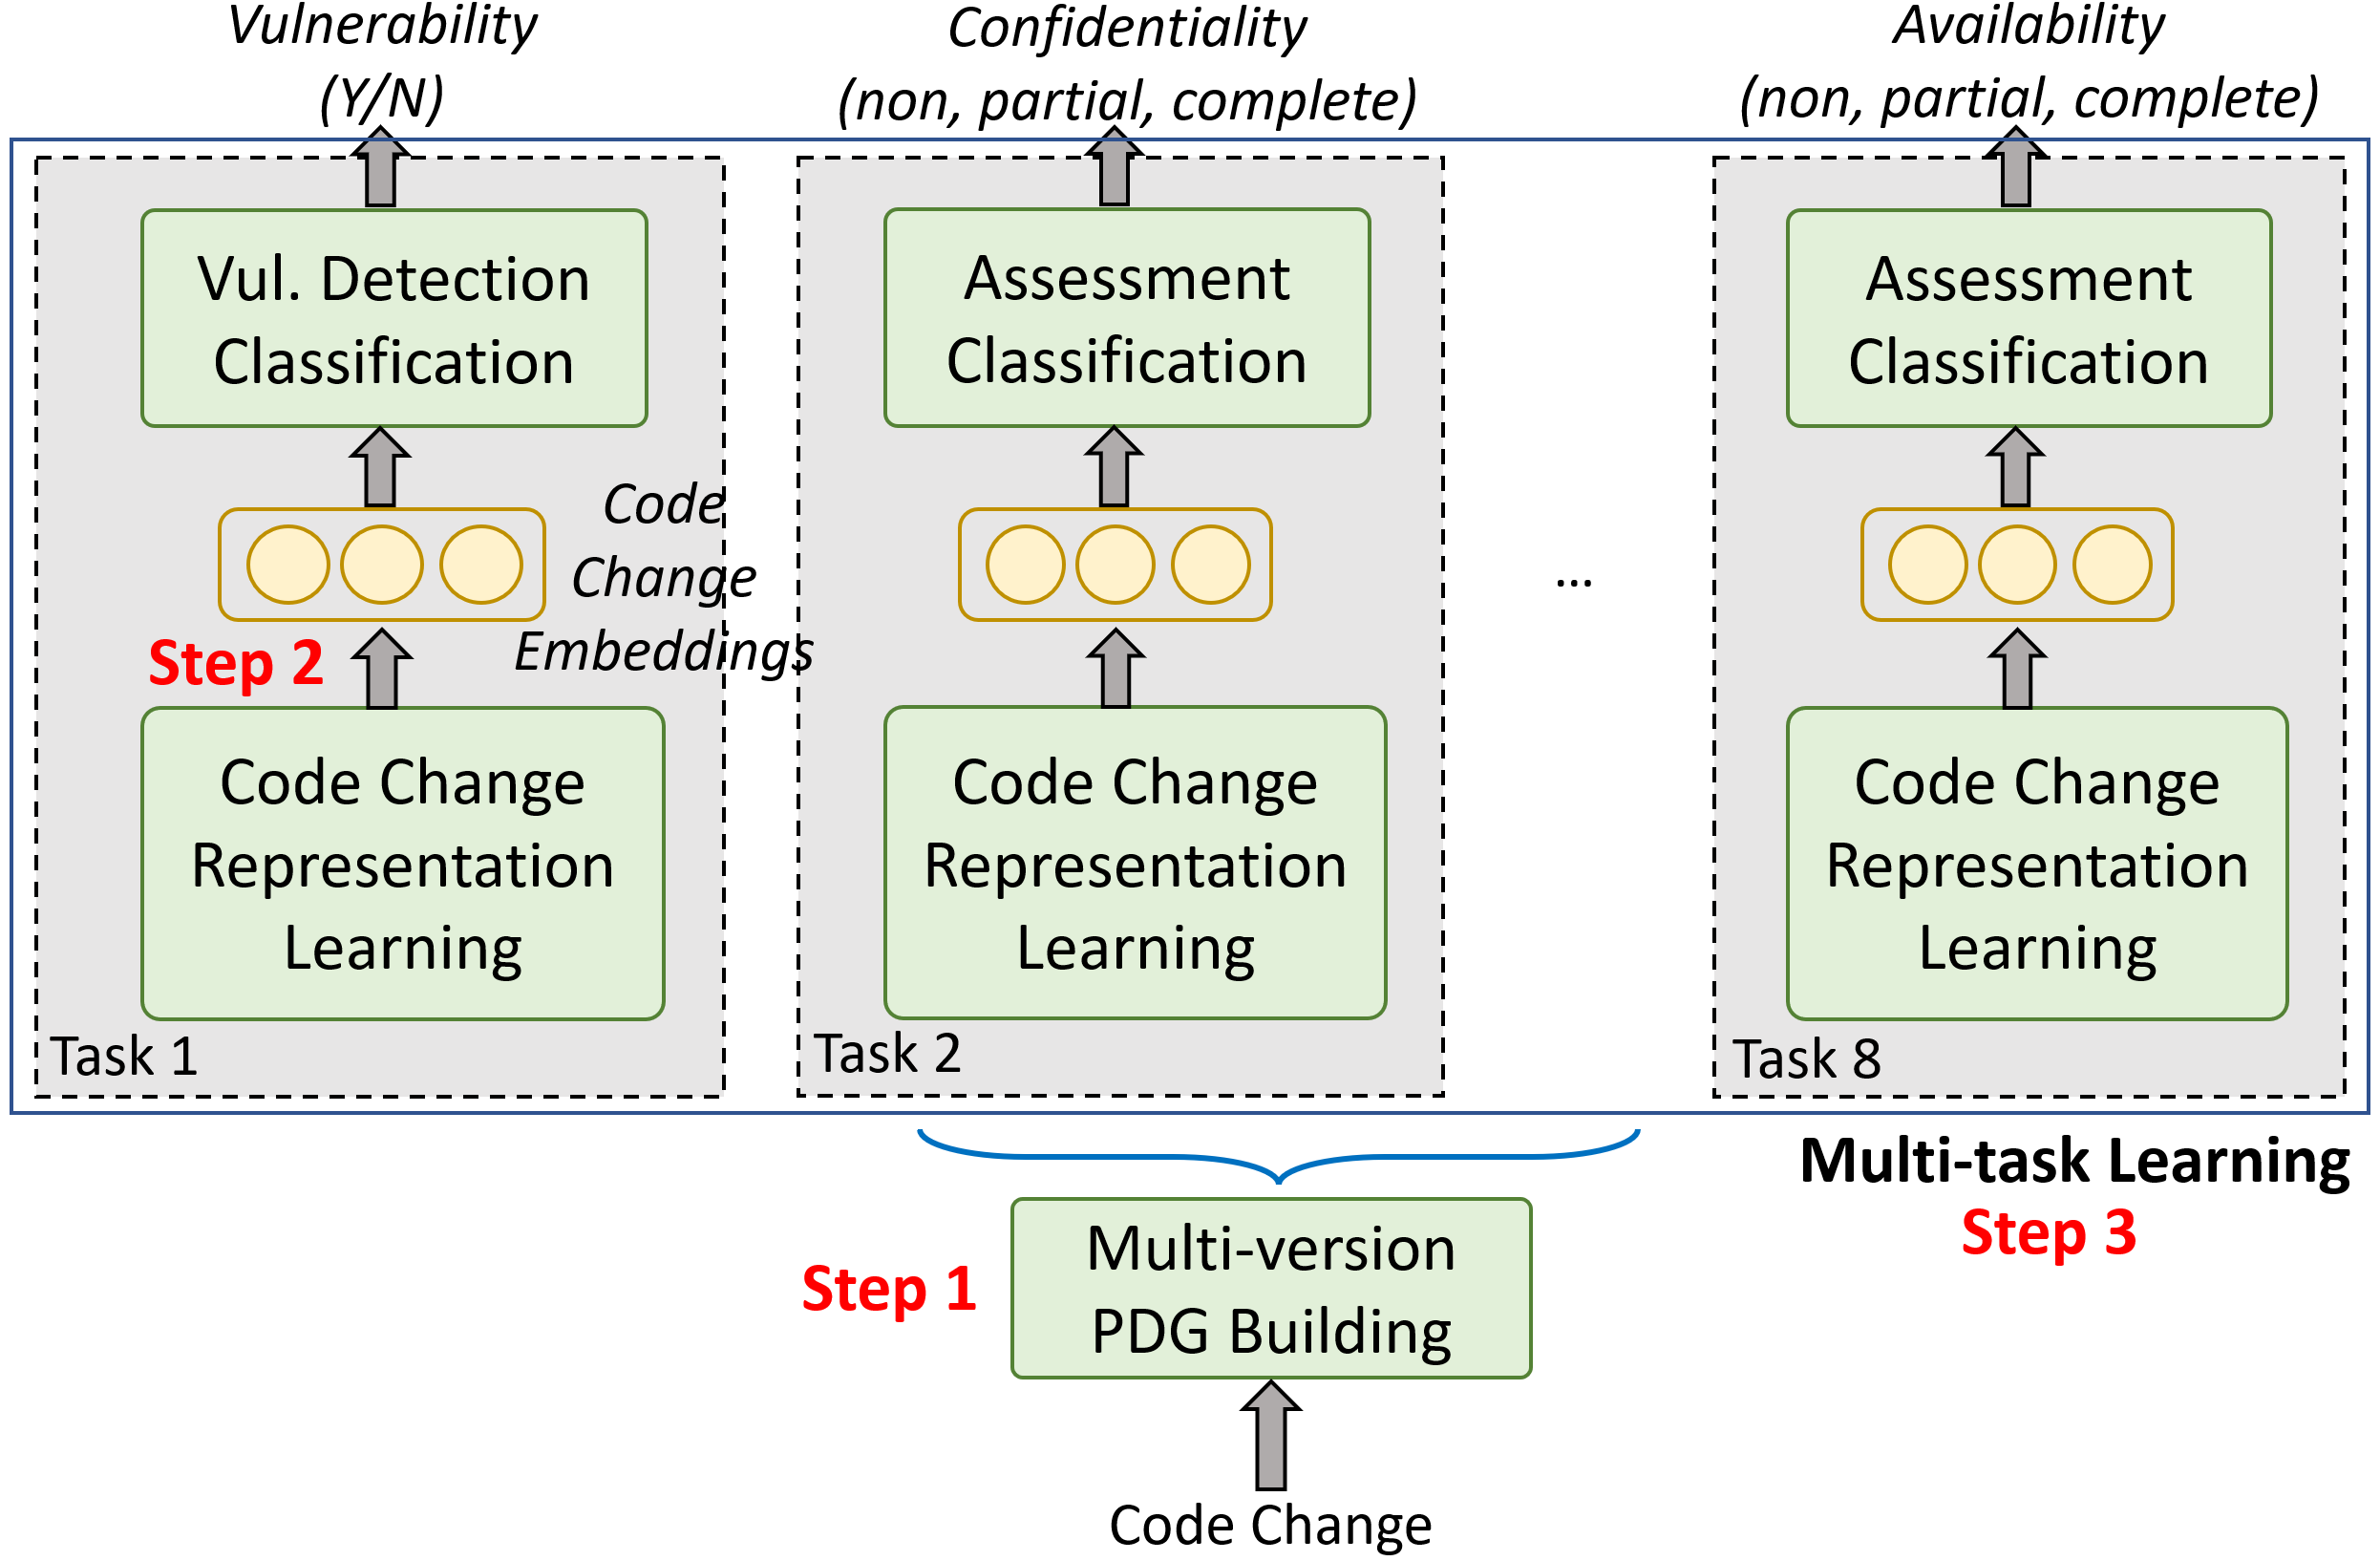 Vulnerability
(Y/N)
Confidentiality
(non, partial, complete)
Availability
(non, partial, complete)
Vul. Detection
Classification
Assessment
Classification
Assessment
Classification
Code
Change
Embeddings
...
Step 2
Code Change
Representation
Learning
Code Change
Representation
Learning
Code Change
Representation
Learning
Task 1
Task 2
Task 8
Multi-task Learning
Step 3
Step 1
Multi-version
PDG Building
Code Change